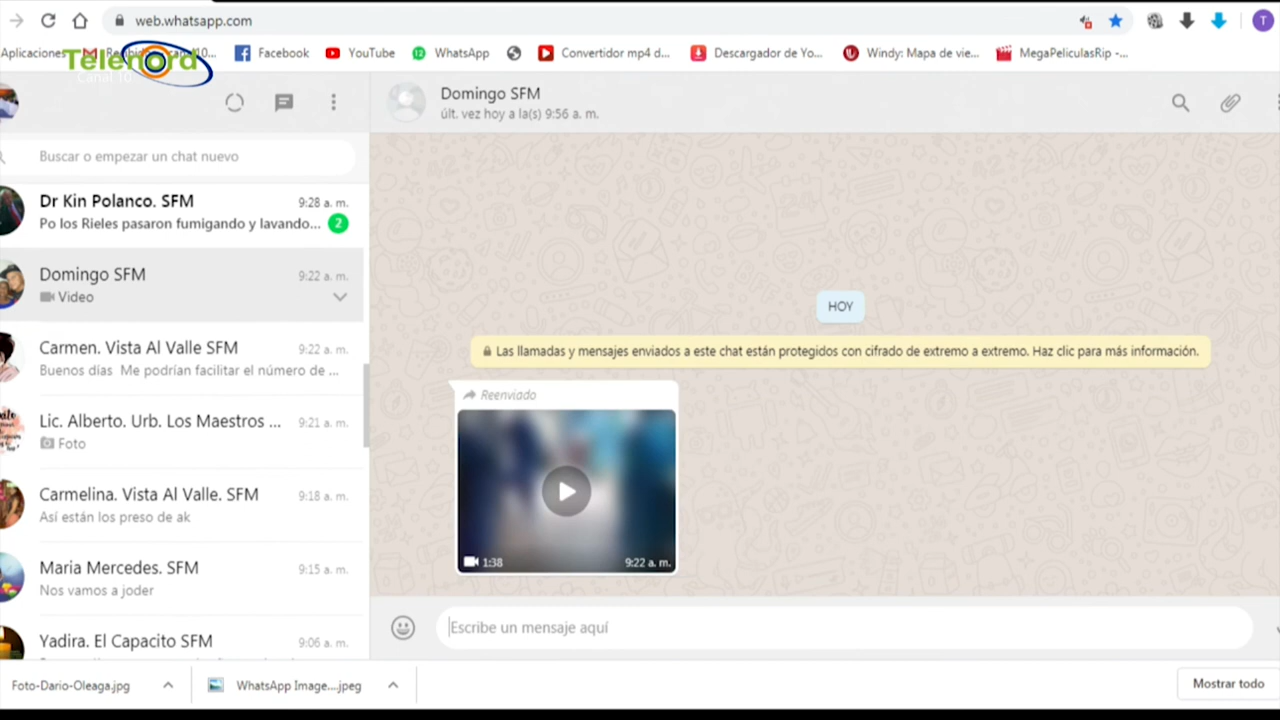 web.whatsapp.com
T
Aplicaciones
Facebook
YouTube
WhatsApp
Convertidor mp4 d...
Descargador de Yo...
Windy: Mapa de vie...
MegaPeliculasRip -...
Telenord
Canal 10
Domingo SFM
últ. vez hoy a la(s) 9:56 a. m.
Buscar o empezar un chat nuevo
Dr Kin Polanco. SFM 9:28 a. m.
Po los Rieles pasaron fumigando y lavando... 2
Domingo SFM 9:22 a. m.
Video
Carmen. Vista Al Valle SFM 9:22 a. m.
Buenos días Me podrían facilitar el número de ...
Lic. Alberto. Urb. Los Maestros ... 9:21 a. m.
Foto
Carmelina. Vista Al Valle. SFM 9:18 a. m.
Así están los preso de ak
Maria Mercedes. SFM 9:15 a. m.
Nos vamos a joder
Yadira. El Capacito SFM 9:06 a. m.
HOY
Las llamadas y mensajes enviados a este chat están protegidos con cifrado de extremo a extremo. Haz clic para más información.
Reenviado
1:38 9:22 a. m.
Escribe un mensaje aquí
Foto-Dario-Oleaga.jpg
WhatsApp Image....jpeg
Mostrar todo